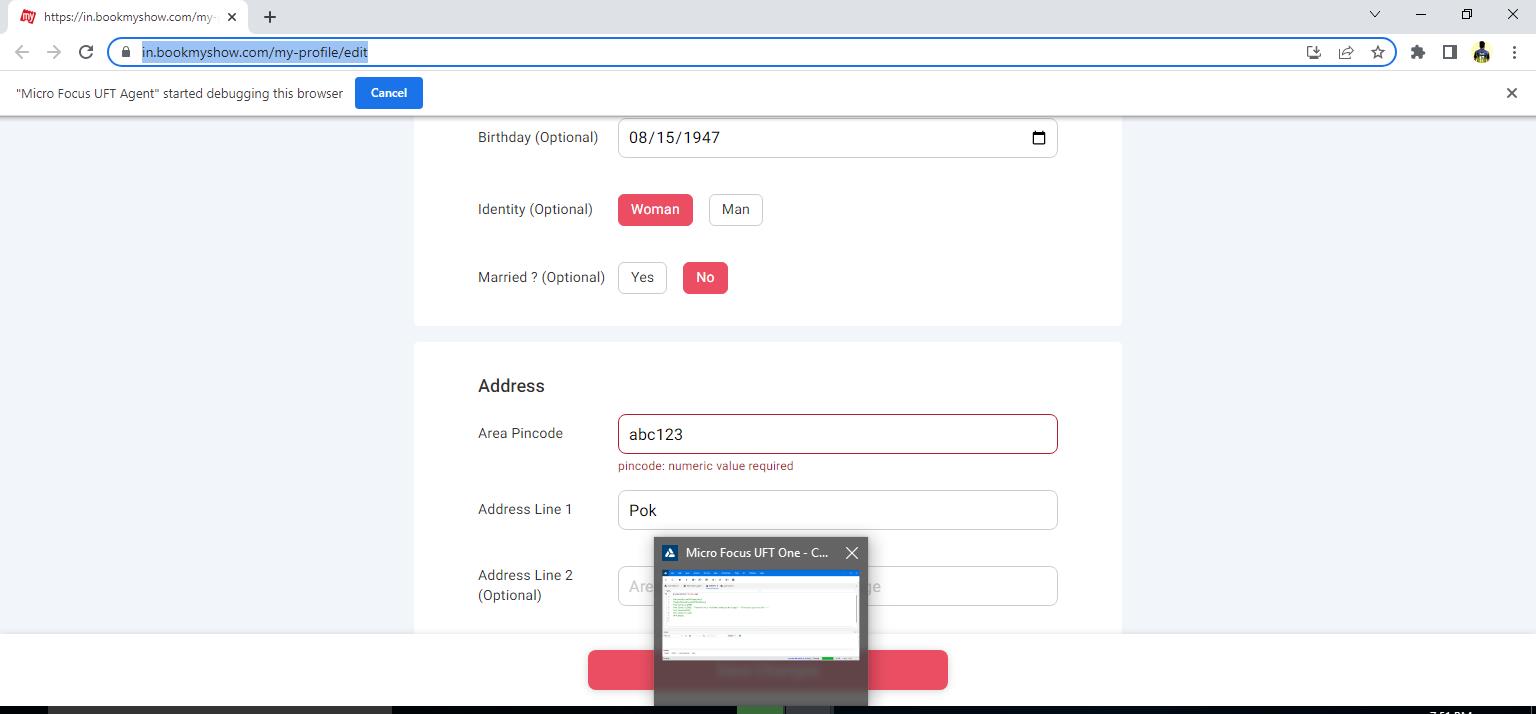 https://in.bookmyshow.com/my-
in.bookmyshow.com/my-profile/edit
"Micro Focus UFT Agent" started debugging this browser Cancel
Birthday (Optional) 08/15/1947
Identity (Optional) Woman Man
Married ? (Optional) Yes No
Address
Area Pincode abc123
pincode: numeric value required
Address Line 1 Pok
Micro Focus UFT One - C...
Address Line 2
(Optional)